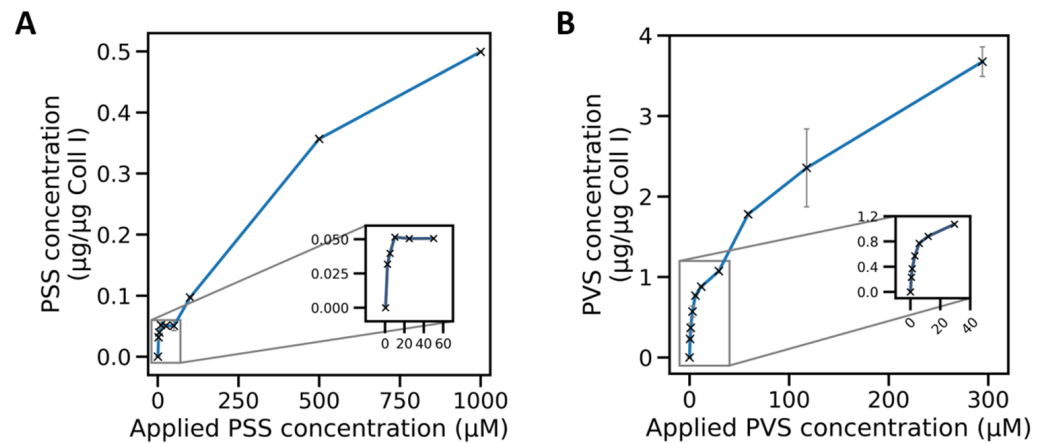 A
0.5
0.4
0.3
0.2
0.1
0.0
PSS concentration
(μg/μg Coll I)
0.050
0.025
0.000
0 20 40 60
0 250 500 750 1000
Applied PSS concentration (μM)
B
4
3
2
1
0
PVS concentration
(μg/μg Coll I)
1.2
0.8
0.4
0.0
0 20 40
0 100 200 300
Applied PVS concentration (μM)